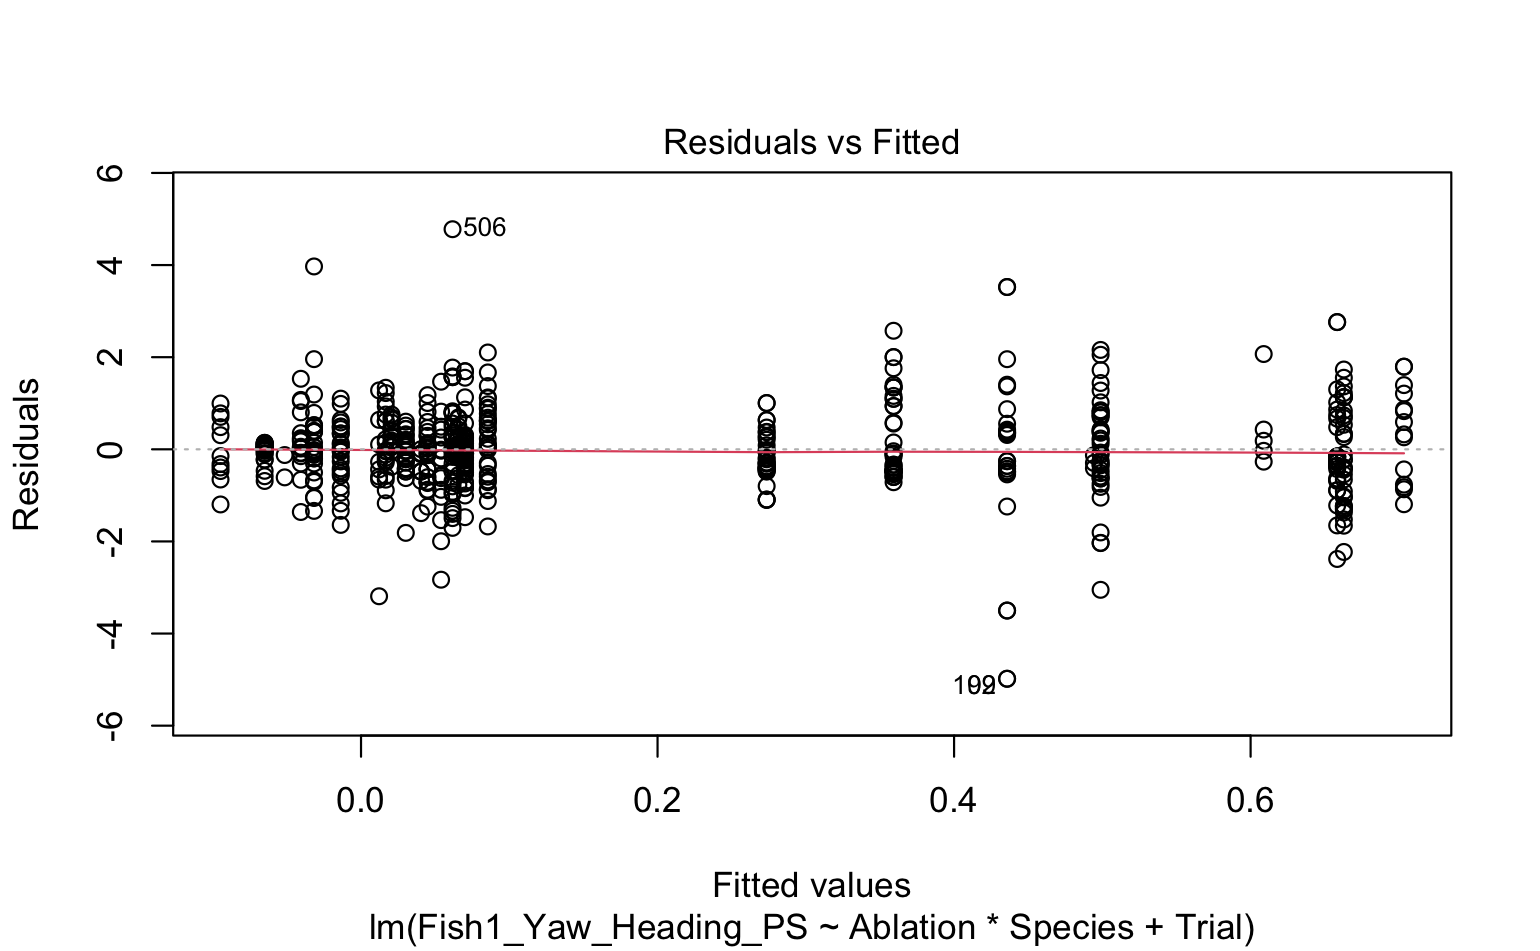 Residuals vs Fitted
Residuals
6
4
2
0
-2
-4
-6
506
0.0 0.2 0.4 0.6
Fitted values
lm(Fish1_Yaw_Heading_PS ~ Ablation * Species + Trial)